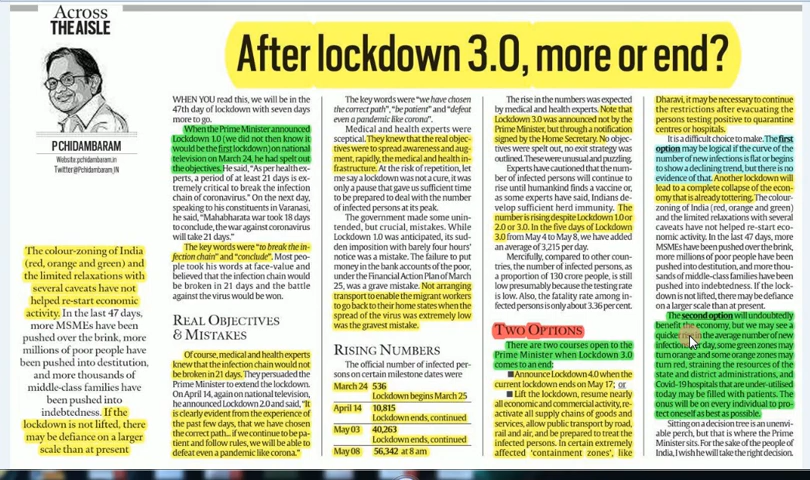 Across
THE AISLE
P CHIDAMBARAM
Website:pchidambaram.in
Twitter@Pchidambaram_IN
After lockdown 3.0, more or end?
The colour-zoning of India
(red, orange and green) and
the limited relaxations with
several caveats have not
helped re-start economic
activity. In the last 47 days,
more MSMEs have been
pushed over the brink, more
millions of poor people have
been pushed into destitution,
and more thousands of
middle-class families have
been pushed into
indebtedness. If the
lockdown is not lifted, there
may be defiance on a larger
scale than at present
WHEN YOU read this, we will be in the
47th day of lockdown with seven days
more to go.
When the Prime Minister announced
Lockdown 1.0 (we did not then know it
would be the first lockdown) on national
television on March 24, he had spelt out
the objectives. He said, "As per health ex-
perts, a period of at least 21 days is ex-
tremely critical to break the infection
chain of coronavirus." On the next day,
speaking to his constituents in Varanasi,
he said, "Mahabharata war took 18 days
to conclude, the war against coronavirus
will take 21 days".
The key words were "to break the in-
fection chain" and "conclude". Most peo-
ple took his words at face-value and
believed that the infection chain would
be broken in 21 days and the battle
against the virus would be won.
REAL OBJECTIVES
& MISTAKES
Of course, medical and health experts
knew that the infection chain would not
be broken in 21 days. They persuaded the
Prime Minister to extend the lockdown.
On April 14, again on national television,
he announced Lockdown 2.0 and said, "It
is clearly evident from the experience of
the past few days, that we have chosen
the correct path... if we continue to be pa-
tient and follow rules, we will be able to
defeat even a pandemic like corona."
The key words were "we have chosen
the correct path", "be patient" and "defeat
even a pandemic like corona".
Medical and health experts were
sceptical. They knew that the real objec-
tives were to spread awareness and aug-
ment, rapidly, the medical and health in-
frastructure. At the risk of repetition, let
me say a lockdown was not a cure, it was
only a pause that gave us sufficient time
to be prepared to deal with the number
of infected persons at its peak.
The government made some unin-
tended, but crucial, mistakes. While
Lockdown 1.0 was anticipated, its sud-
den imposition with barely four hours'
notice was a mistake. The failure to put
money in the bank accounts of the poor,
under the Financial Action Plan of March
25, was a grave mistake. Not arranging
transport to enable the migrant workers
to go back to their home states when the
spread of the virus was extremely low
was the gravest mistake.
RISING NUMBERS
The official number of infected per-
sons on certain milestone dates were
March 24 536
Lockdown begins March 25
April 14 10,815
Lockdown ends, continued
May 03 40,263
Lockdown ends, continued
May 08 56,342 at 8 am
The rise in the numbers was expected
by medical and health experts. Note that
Lockdown 3.0 was announced not by the
Prime Minister, but through a notification
signed by the Home Secretary. No objec-
tives were spelt out, no exit strategy was
outlined. These were unusual and puzzling.
Experts have cautioned that the num-
ber of infected persons will continue to
rise until humankind finds a vaccine or,
as some experts have said, Indians de-
velop sufficient herd immunity. The
number is rising despite Lockdown 1.0 or
2.0 or 3.0. In the five days of Lockdown
3.0 from May 4 to May 8, we have added
an average of 3,215 per day.
Mercifully, compared to other coun-
tries, the number of infected persons, as
a proportion of 130 crore people, is still
low presumably because the testing rate
is low. Also, the fatality rate among in-
fected persons is only about 3.36 per cent.
TWO OPTIONS
There are two courses open to the
Prime Minister when Lockdown 3.0
comes to an end:
■ Announce Lockdown 4.0 when the
current lockdown ends on May 17; or
■ Lift the lockdown, resume nearly
all economic and commercial activity, re-
activate all supply chains of goods and
services, allow public transport by road,
rail and air, and be prepared to treat the
infected persons. In certain extremely
affected 'containment zones', like
Dharavi, it may be necessary to continue
the restrictions after evacuating the
persons testing positive to quarantine
centres or hospitals.
It is a difficult choice to make. The first
option may be logical if the curve of the
number of new infections is flat or begins
to show a declining trend, but there is no
evidence of that. Another lockdown will
lead to a complete collapse of the econ-
omy that is already tottering. The colour-
zoning of India (red, orange and green)
and the limited relaxations with several
caveats have not helped re-start eco-
nomic activity. In the last 47 days, more
MSMEs have been pushed over the brink,
more millions of poor people have been
pushed into destitution, and more thou-
sands of middle-class families have been
pushed into indebtedness. If the lock-
down is not lifted, there may be defiance
on a larger scale than at present.
The second option will undoubtedly
benefit the economy, but we may see a
quicker in the average number of new
infections per day, some green zones may
turn orange and some orange zones may
turn red, straining the resources of the
state and district administrations, and
Covid-19 hospitals that are under-utilised
today may be filled with patients. The
onus will be on every individual to pro-
tect oneself as best as possible.
Sitting on a decision tree is an unenvi-
able perch, but that is where the Prime
Minister sits. For the sake of the people of
India, I wish he will take the right decision.